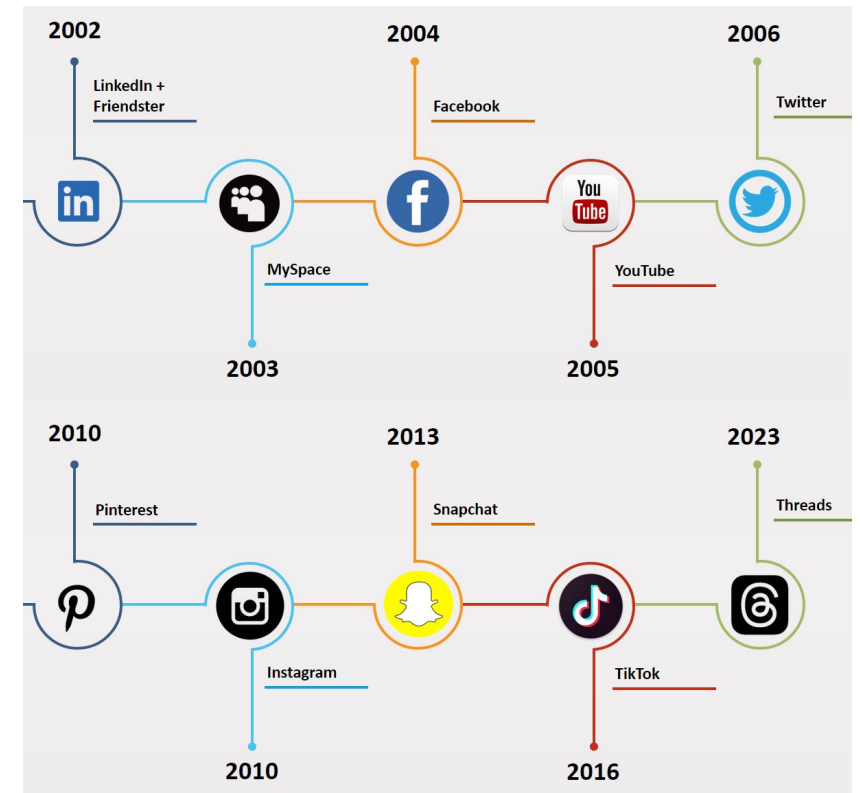 2002
2004
2006
LinkedIn +
Friendster
Facebook
Twitter
in
f
You
Tube
MySpace
YouTube
2003
2005
2010
2013
2023
Pinterest
Snapchat
Threads
Instagram
TikTok
2010
2016